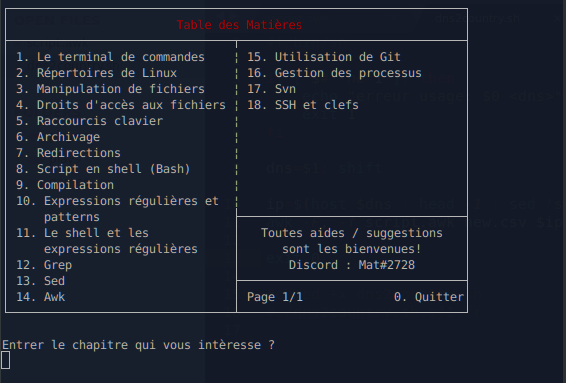 Table des Matières
1. Le terminal de commandes
2. Répertoires de Linux
3. Manipulation de fichiers
4. Droits d'accès aux fichiers
5. Raccourcis clavier
6. Archivage
7. Redirections
8. Script en shell (Bash)
9. Compilation
10. Expressions régulières et
patterns
11. Le shell et les
expressions régulières
12. Grep
13. Sed
14. Awk
15. Utilisation de Git
16. Gestion des processus
17. Svn
18. SSH et clefs
Toutes aides / suggestions
sont les bienvenues!
Discord : Mat#2728
Page 1/1 0. Quitter
Entrer le chapitre qui vous intèresse ?